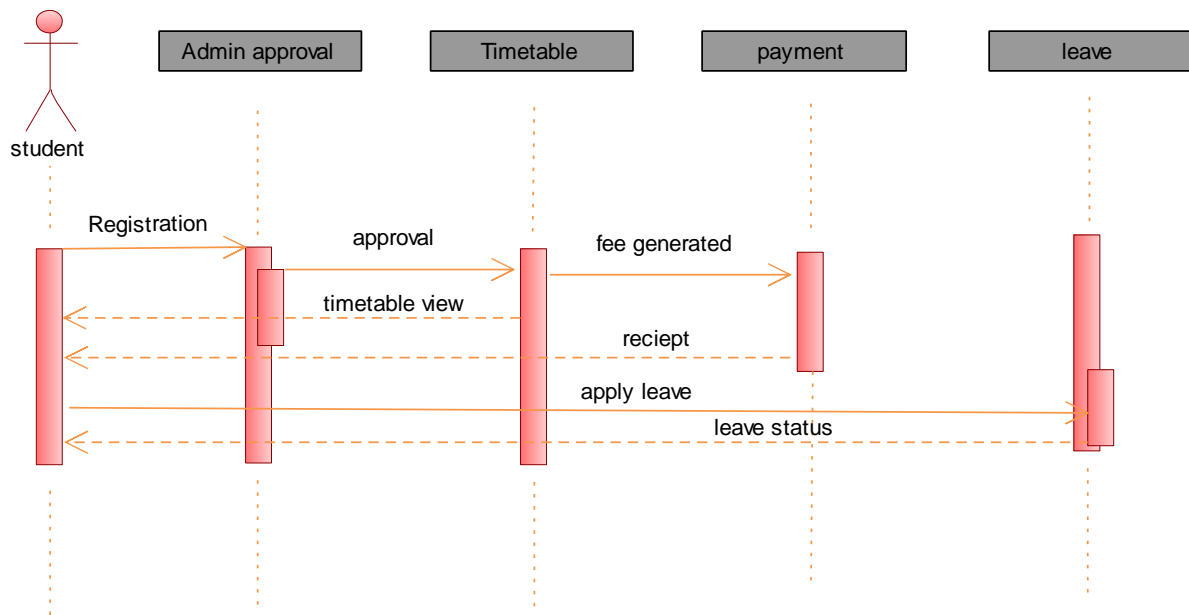 Admin approval
Timetable
payment
leave
student
Registration
approval
fee generated
timetable view
reciept
apply leave
leave status